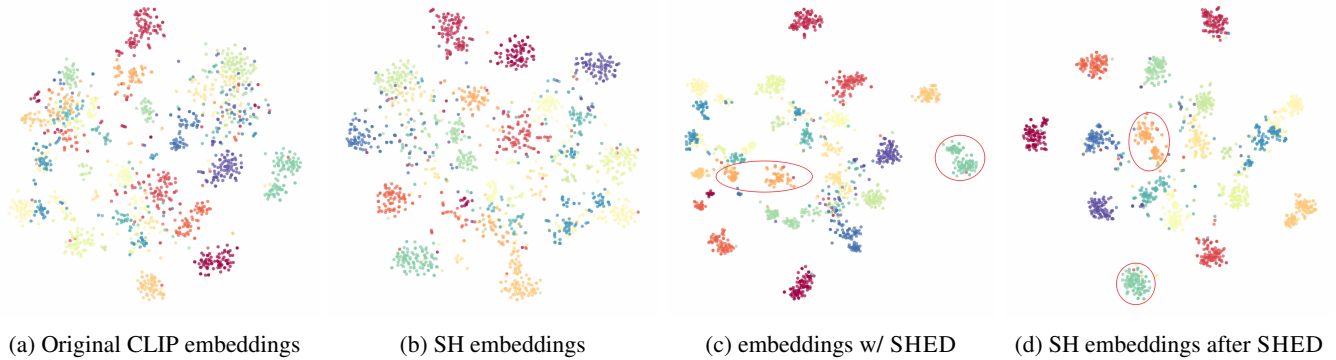 (a) Original CLIP embeddings
(b) SH embeddings
(c) embeddings w/ SHED
(d) SH embeddings after SHED